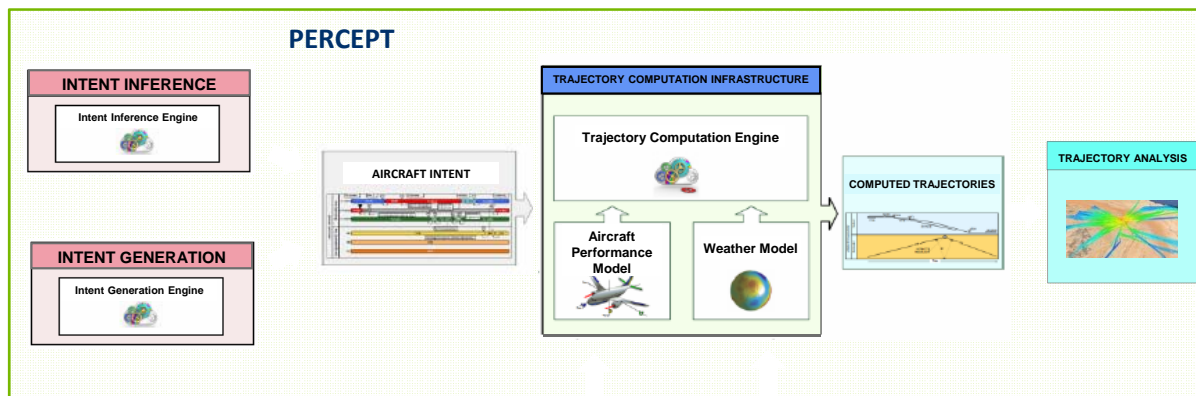 PERCEPT
INTENT INFERENCE
Intent Inference Engine
INTENT GENERATION
Intent Generation Engine
AIRCRAFT INTENT
TRAJECTORY COMPUTATION INFRASTRUCTURE
Trajectory Computation Engine
Aircraft
Performance
Model
Weather Model
COMPUTED TRAJECTORIES
TRAJECTORY ANALYSIS